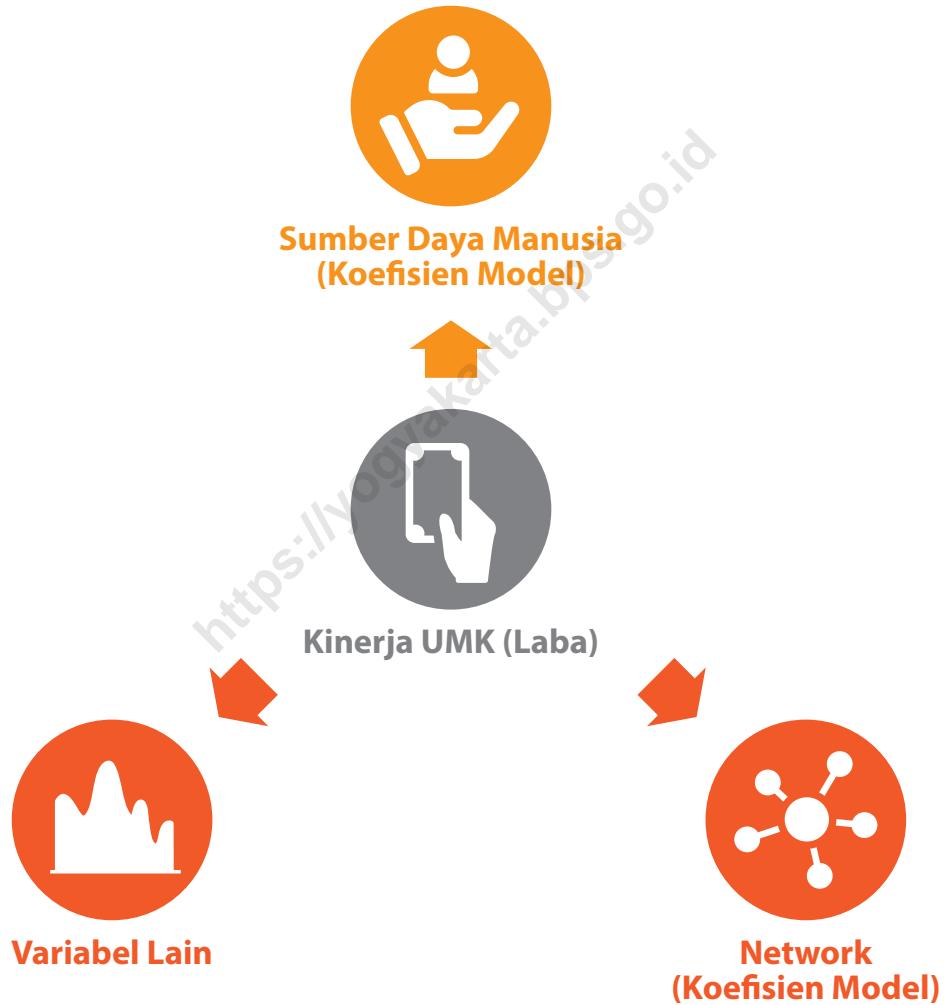 Sumber Daya Manusia
(Koefisien Model)
https://yogyakarta.bps.go.id
Kinerja UMK (Laba)
Variabel Lain
Network
(Koefisien Model)